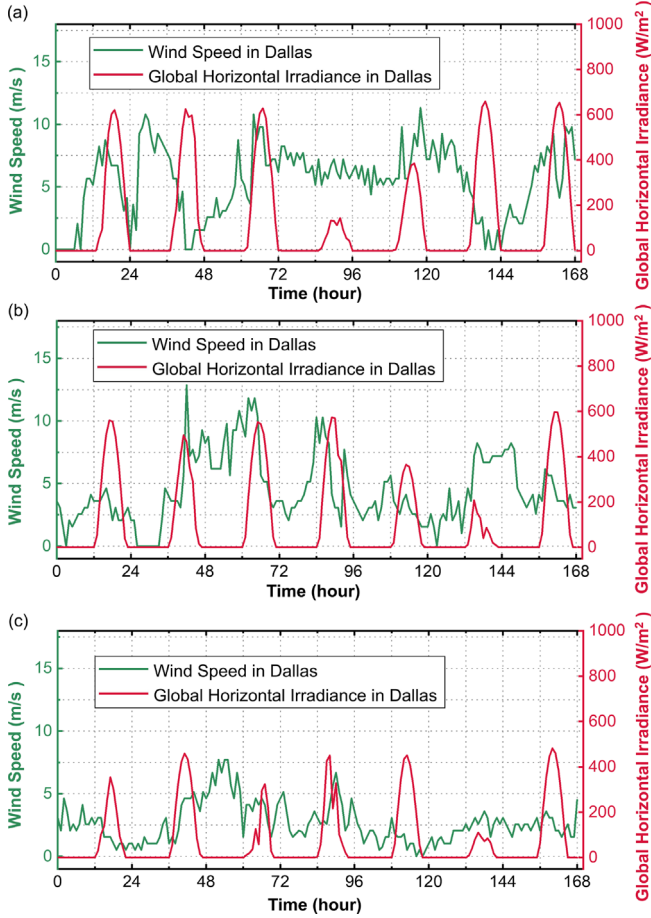 (a)
Wind Speed (m/s)
15
10
5
0
Wind Speed in Dallas
Global Horizontal Irradiance in Dallas
1000
800
600
400
200
0
Global Horizontal Irradiance (W/m²)
0 24 48 72 96 120 144 168
Time (hour)
(b)
Wind Speed (m/s)
15
10
5
0
Wind Speed in Dallas
Global Horizontal Irradiance in Dallas
1000
800
600
400
200
0
Global Horizontal Irradiance (W/m²)
0 24 48 72 96 120 144 168
Time (hour)
(c)
Wind Speed (m/s)
15
10
5
0
Wind Speed in Dallas
Global Horizontal Irradiance in Dallas
1000
800
600
400
200
0
Global Horizontal Irradiance (W/m²)
0 24 48 72 96 120 144 168
Time (hour)